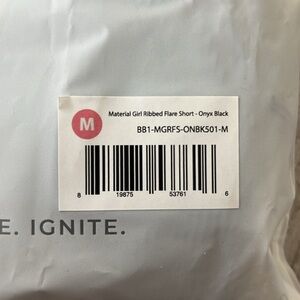 M
Material Girl Ribbed Flare Short - Onyx Black
BB1-MGRFS-ONBK501-M
8 19875 53761 6
E. IGNITE.